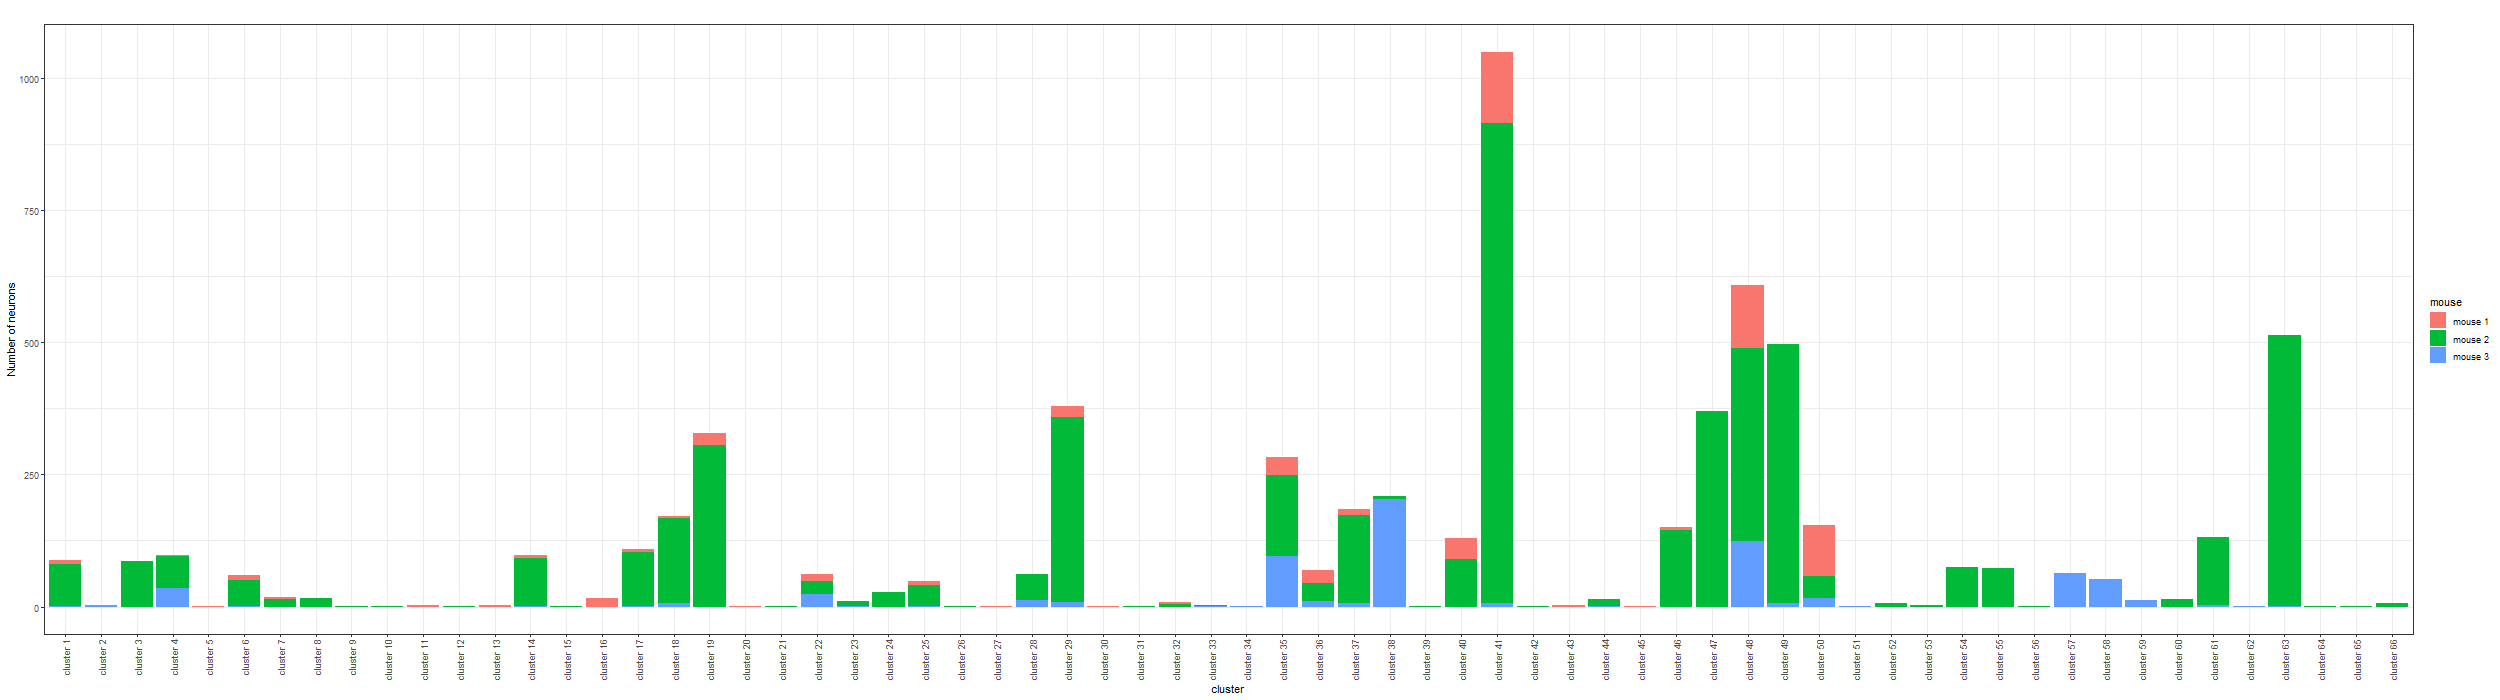 Number of neurons
1000
750
500
250
0
cluster 1
cluster 2
cluster 3
cluster 4
cluster 5
cluster 6
cluster 7
cluster 8
cluster 9
cluster 10
cluster 11
cluster 12
cluster 13
cluster 14
cluster 15
cluster 16
cluster 17
cluster 18
cluster 19
cluster 20
cluster 21
cluster 22
cluster 23
cluster 24
cluster 25
cluster 26
cluster 27
cluster 28
cluster 29
cluster 30
cluster 31
cluster 32
cluster 33
cluster 34
cluster 35
cluster 36
cluster 37
cluster 38
cluster 39
cluster 40
cluster 41
cluster 42
cluster 43
cluster 44
cluster 45
cluster 46
cluster 47
cluster 48
cluster 49
cluster 50
cluster 51
cluster 52
cluster 53
cluster 54
cluster 55
cluster 56
cluster 57
cluster 58
cluster 59
cluster 60
cluster 61
cluster 62
cluster 63
cluster 64
cluster 65
cluster 66
cluster
mouse
mouse 1
mouse 2
mouse 3